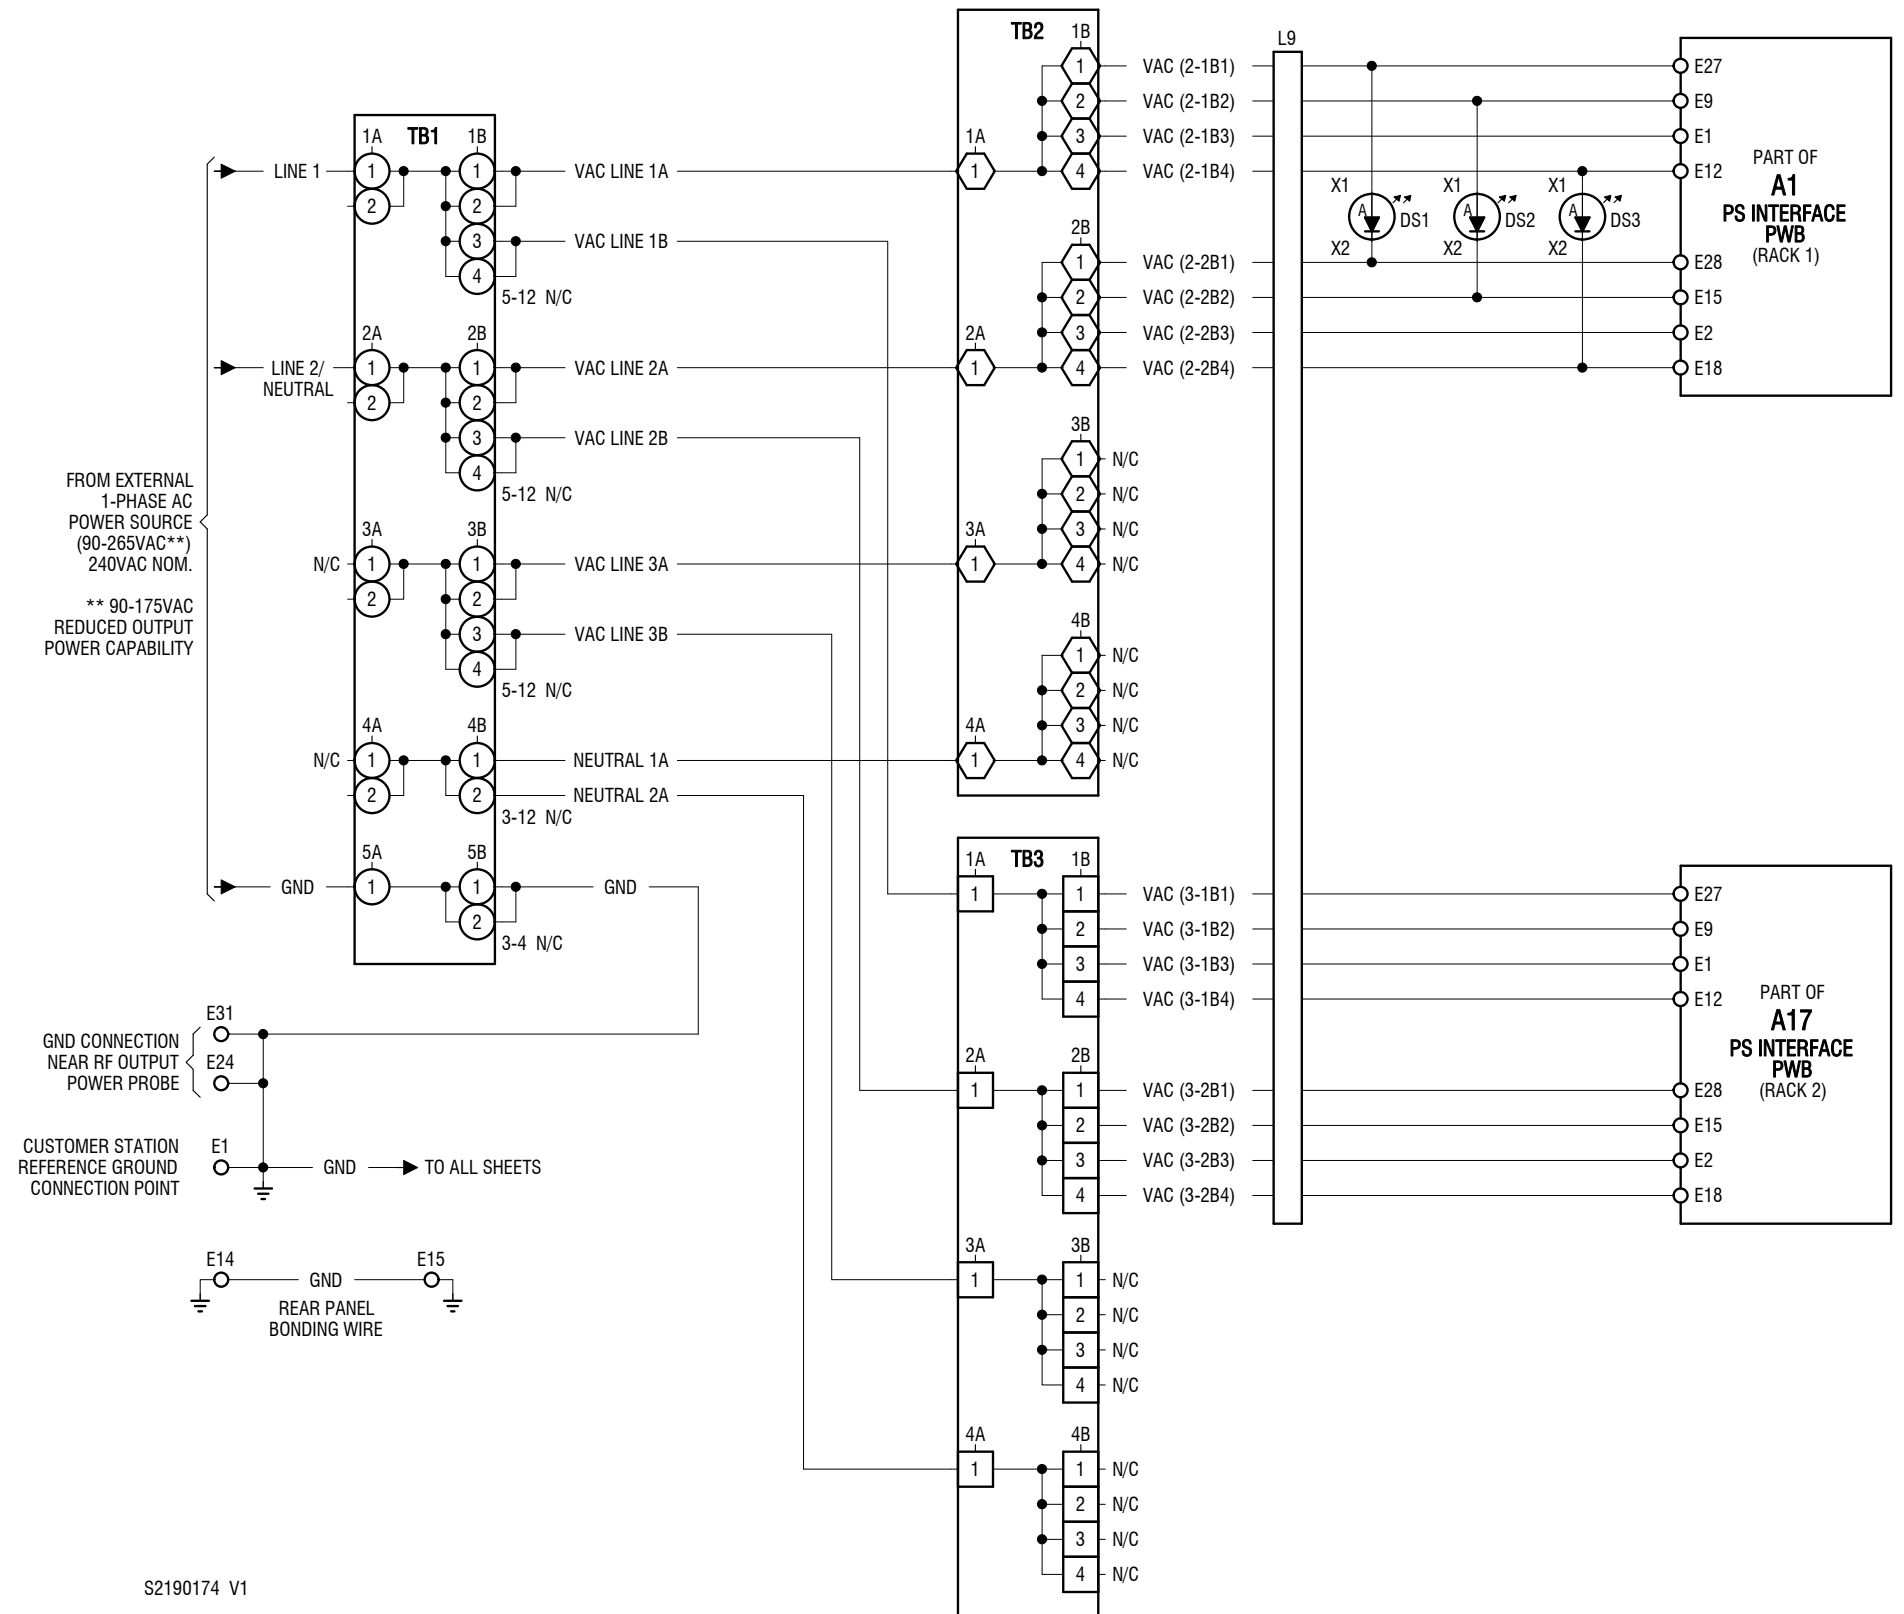 FROM EXTERNAL
1-PHASE AC
POWER SOURCE
(90-265VAC**)
240VAC NOM.
** 90-175VAC
REDUCED OUTPUT
POWER CAPABILITY
LINE 1
LINE 2/
NEUTRAL
N/C
N/C
GND
TB1
1A
1
2
1B
1
2
3
4
5-12 N/C
2A
1
2
2B
1
2
3
4
5-12 N/C
3A
1
2
3B
1
2
3
4
5-12 N/C
4A
1
2
4B
1
2
3-12 N/C
5A
1
5B
1
2
3-4 N/C
VAC LINE 1A
VAC LINE 1B
VAC LINE 2A
VAC LINE 2B
VAC LINE 3A
VAC LINE 3B
NEUTRAL 1A
NEUTRAL 2A
GND
GND CONNECTION
NEAR RF OUTPUT
POWER PROBE
E31
E24
CUSTOMER STATION
REFERENCE GROUND
CONNECTION POINT
E1
GND
TO ALL SHEETS
E14
GND
E15
REAR PANEL
BONDING WIRE
TB2
1A
1
1B
1
2
3
4
2A
1
2B
1
2
3
4
3A
1
3B
1
2
3
4
4A
1
4B
1
2
3
4
VAC (2-1B1)
VAC (2-1B2)
VAC (2-1B3)
VAC (2-1B4)
VAC (2-2B1)
VAC (2-2B2)
VAC (2-2B3)
VAC (2-2B4)
N/C
N/C
N/C
N/C
N/C
N/C
N/C
N/C
L9
X1
A
DS1
X2
X1
A
DS2
X2
X1
A
DS3
X2
E27
E9
E1
E12
E28
E15
E2
E18
PART OF
A1
PS INTERFACE
PWB
(RACK 1)
TB3
1A
1
1B
1
2
3
4
2A
1
2B
1
2
3
4
3A
1
3B
1
2
3
4
4A
1
4B
1
2
3
4
VAC (3-1B1)
VAC (3-1B2)
VAC (3-1B3)
VAC (3-1B4)
VAC (3-2B1)
VAC (3-2B2)
VAC (3-2B3)
VAC (3-2B4)
N/C
N/C
N/C
N/C
N/C
N/C
N/C
N/C
E27
E9
E1
E12
E28
E15
E2
E18
PART OF
A17
PS INTERFACE
PWB
(RACK 2)
S2190174 V1